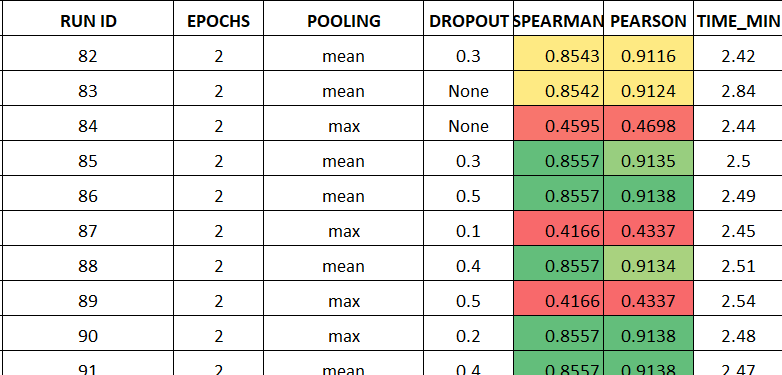 RUN ID EPOCHS POOLING DROPOUT SPEARMAN PEARSON TIME_MIN
82 2 mean 0.3 0.8543 0.9116 2.42
83 2 mean None 0.8542 0.9124 2.84
84 2 max None 0.4595 0.4698 2.44
85 2 mean 0.3 0.8557 0.9135 2.5
86 2 mean 0.5 0.8557 0.9138 2.49
87 2 max 0.1 0.4166 0.4337 2.45
88 2 mean 0.4 0.8557 0.9134 2.51
89 2 max 0.5 0.4166 0.4337 2.54
90 2 max 0.2 0.8557 0.9138 2.48
91 2 mean 0.4 0.8557 0.9138 2.47